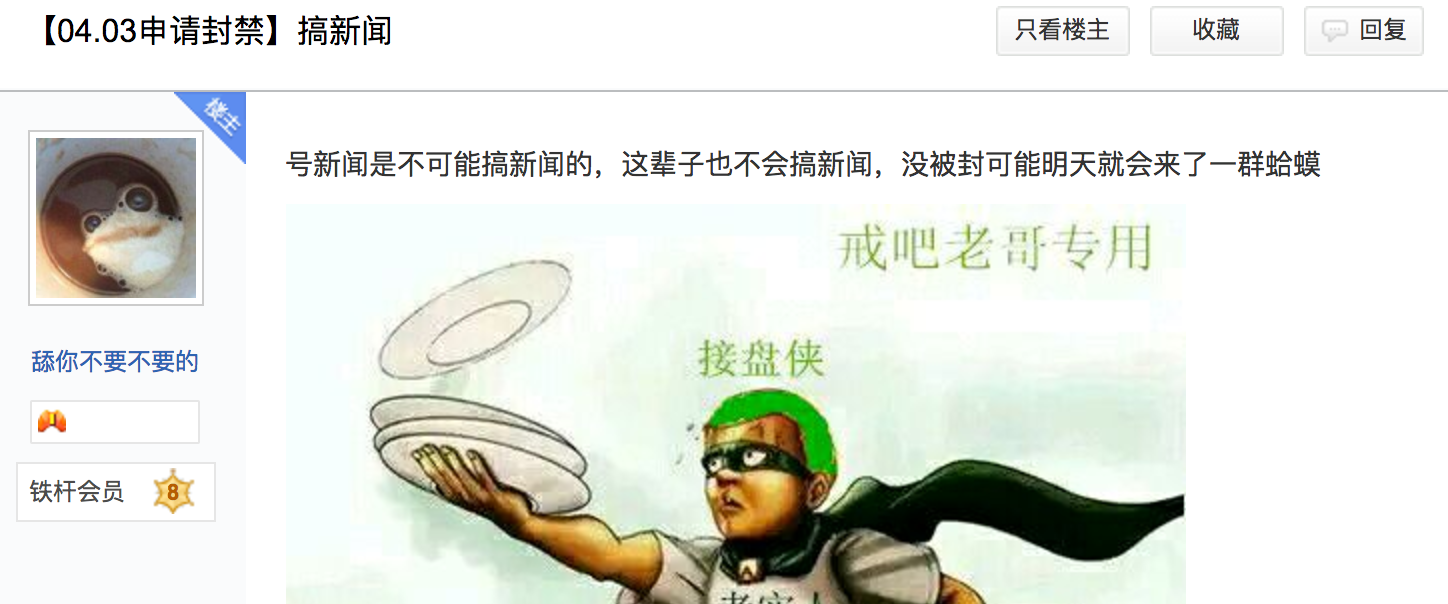 【04.03申请封禁】搞新闻
只看楼主
收藏
回复
楼主
号新闻是不可能搞新闻的，这辈子也不会搞新闻，没被封可能明天就会来了一群蛤蟆
戒吧老哥专用
接盘侠
舔你不要不要的
铁杆会员
8